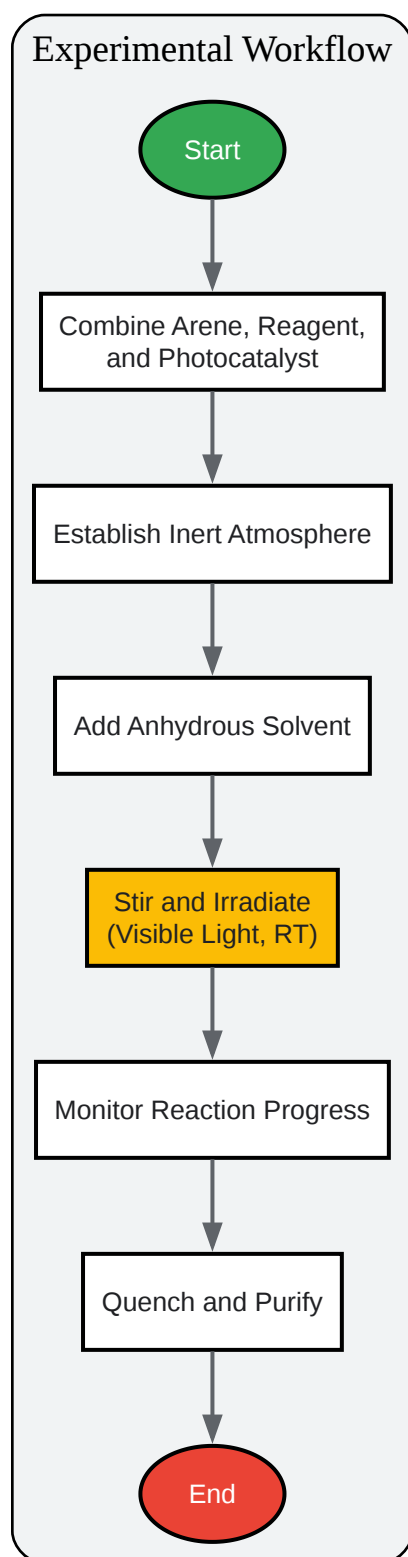 Experimental Workflow
Start
Combine Arene, Reagent,
and Photocatalyst
Establish Inert Atmosphere
Add Anhydrous Solvent
Stir and Irradiate
(Visible Light, RT)
Monitor Reaction Progress
Quench and Purify
End